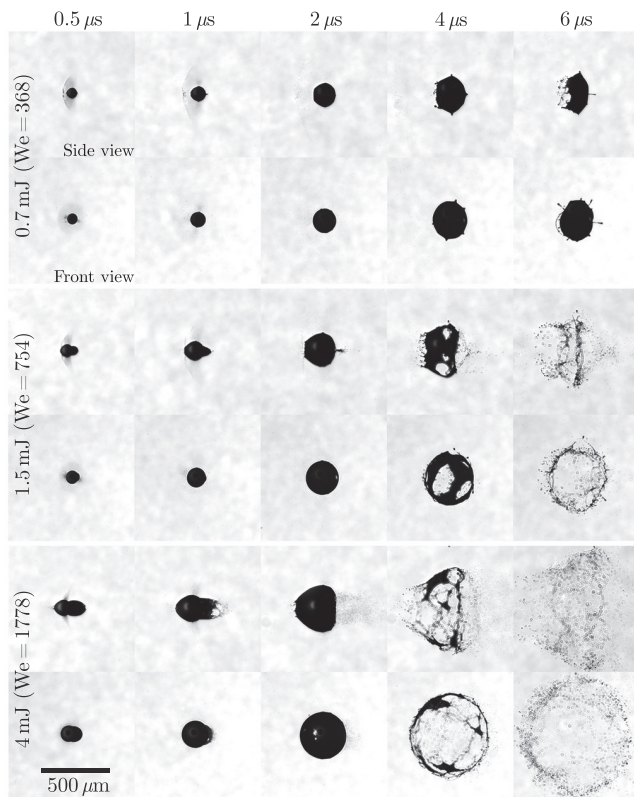 0.5 μs 1 μs 2 μs 4 μs 6 μs
0.7 mJ (We = 368)
Side view
Front view
1.5 mJ (We = 754)
4 mJ (We = 1778)
500 μm